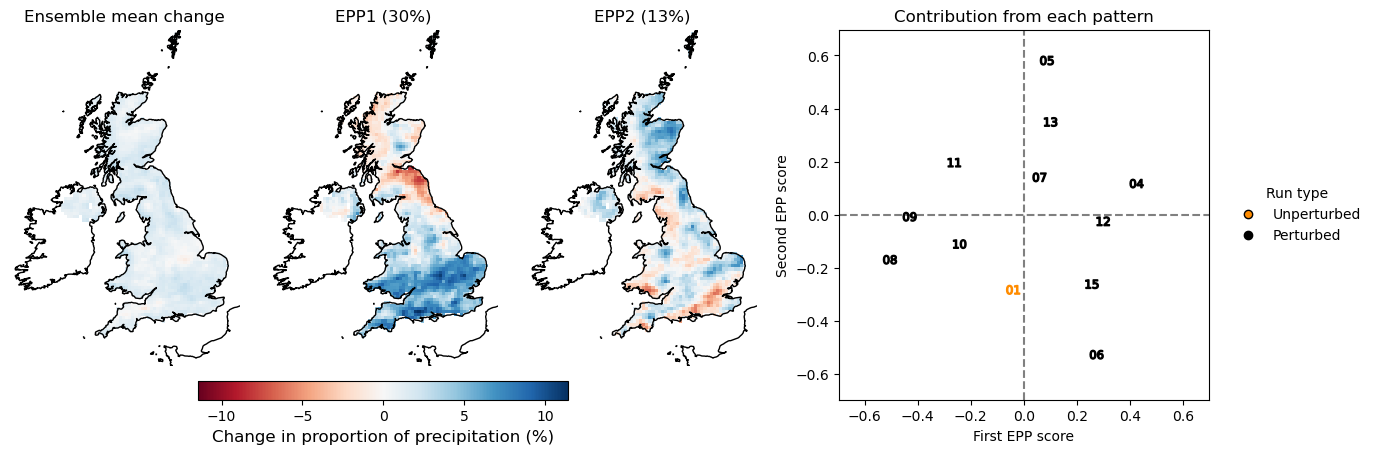 Ensemble mean change
EPP1 (30%)
EPP2 (13%)
−10 −5 0 5 10
Change in proportion of precipitation (%)
Contribution from each pattern
Second EPP score
0.6
0.4
0.2
0.0
−0.2
−0.4
−0.6
05
13
11
07
04
09
12
10
08
15
01
06
−0.6 −0.4 −0.2 0.0 0.2 0.4 0.6
First EPP score
Run type
Unperturbed
Perturbed